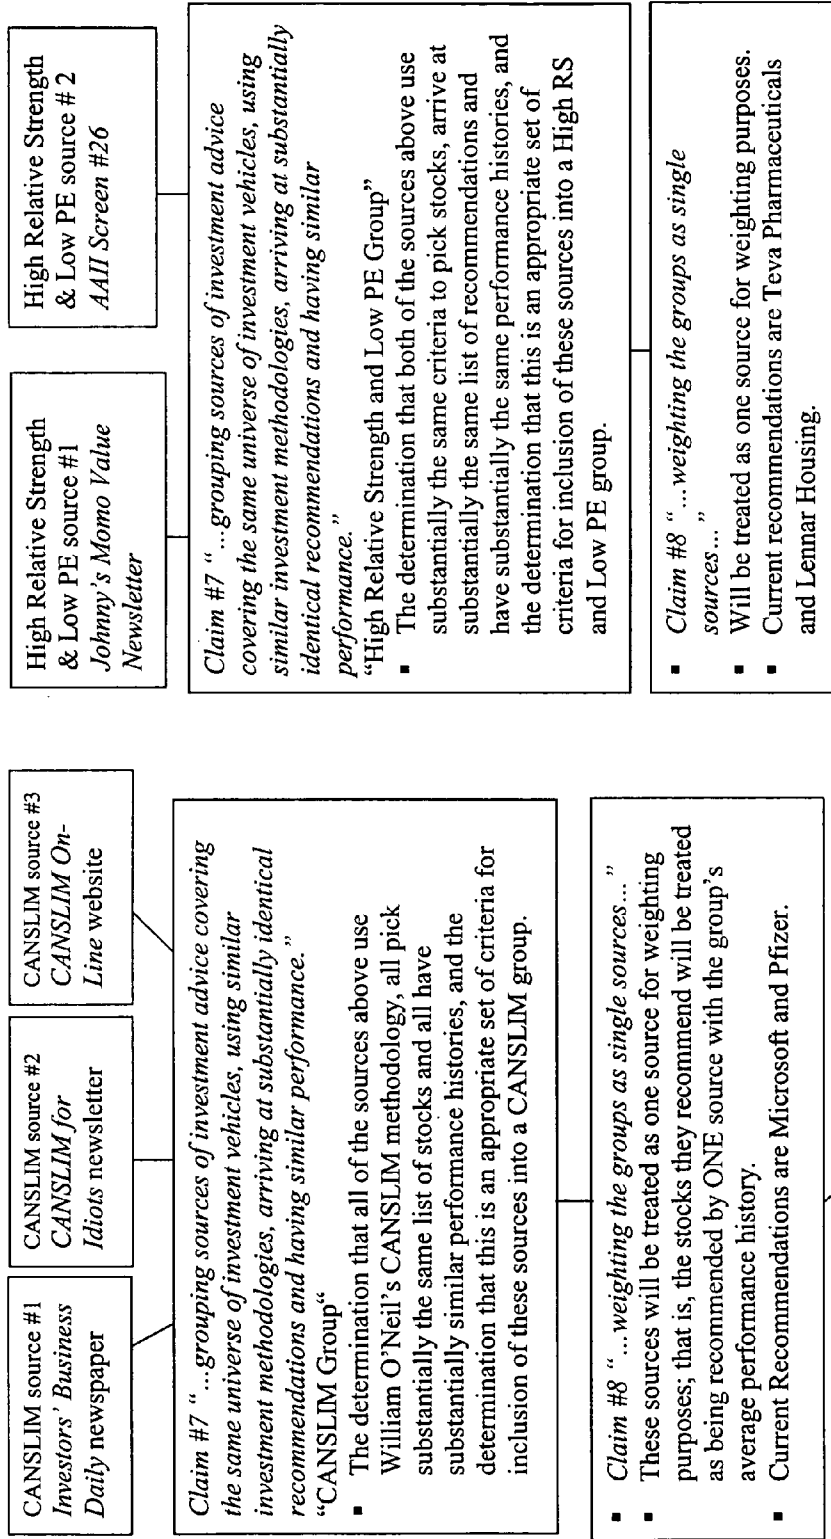 CANSLIM source #1
Investors' Business
Daily newspaper
CANSLIM source #2
CANSLIM for
Idiots newsletter
CANSLIM source #3
CANSLIM On-
Line website
Claim #7 “ ...grouping sources of investment advice covering
the same universe of investment vehicles, using similar
investment methodologies, arriving at substantially identical
recommendations and having similar performance.”
“CANSLIM Group“
▪ The determination that all of the sources above use
William O'Neil's CANSLIM methodology, all pick
substantially the same list of stocks and all have
substantially similar performance histories, and the
determination that this is an appropriate set of criteria for
inclusion of these sources into a CANSLIM group.
▪ Claim #8 “ ...weighting the groups as single sources... ”
▪ These sources will be treated as one source for weighting
purposes; that is, the stocks they recommend will be treated
as being recommended by ONE source with the group's
average performance history.
▪ Current Recommendations are Microsoft and Pfizer.
High Relative Strength
& Low PE source #1
Johnny's Momo Value
Newsletter
High Relative Strength
& Low PE source # 2
AAII Screen #26
Claim #7 “ ...grouping sources of investment advice
covering the same universe of investment vehicles, using
similar investment methodologies, arriving at substantially
identical recommendations and having similar
performance.”
“High Relative Strength and Low PE Group”
▪ The determination that both of the sources above use
substantially the same criteria to pick stocks, arrive at
substantially the same list of recommendations and
have substantially the same performance histories, and
the determination that this is an appropriate set of
criteria for inclusion of these sources into a High RS
and Low PE group.
▪ Claim #8 “ ...weighting the groups as single
sources... ”
▪ Will be treated as one source for weighting purposes.
▪ Current recommendations are Teva Pharmaceuticals
and Lennar Housing.